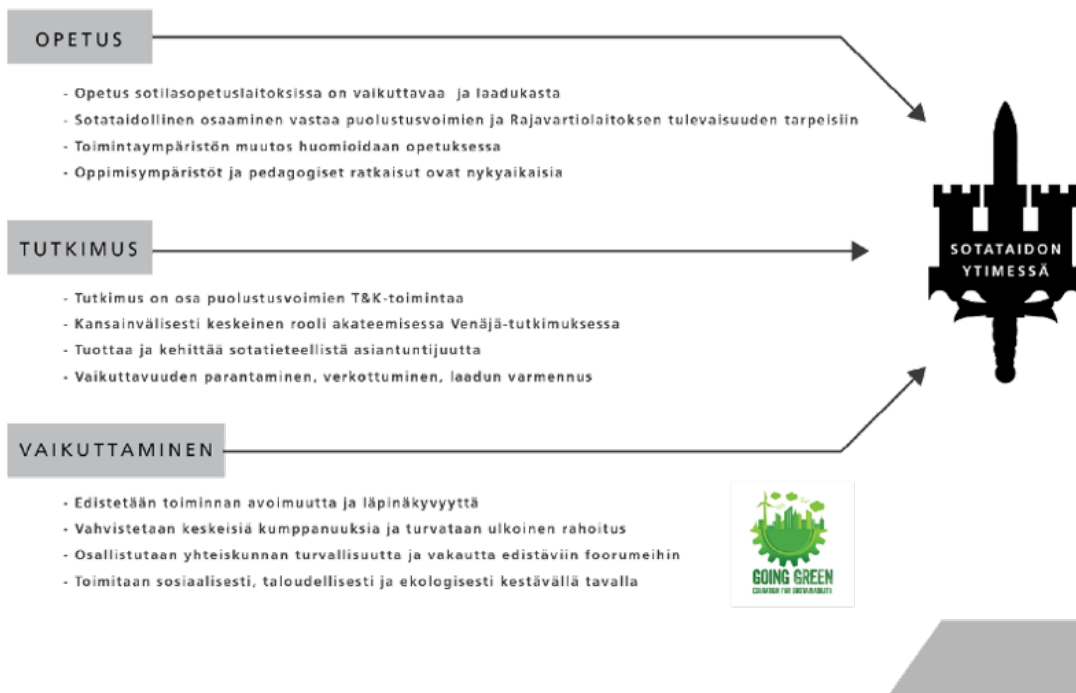 OPETUS
- Opetus sotilasopetuslaitoksissa on vaikuttavaa ja laadukasta
- Sotataidollinen osaaminen vastaa puolustusvoimien ja Rajavartiolaitoksen tulevaisuuden tarpeisiin
- Toimintaympäristön muutos huomioidaan opetuksessa
- Oppimisympäristöt ja pedagogiset ratkaisut ovat nykyaikaisia
TUTKIMUS
- Tutkimus on osa puolustusvoimien T&K-toimintaa
- Kansainvälisesti keskeinen rooli akateemisessa Venäjä-tutkimuksessa
- Tuottaa ja kehittää sotatieteellistä asiantuntijuutta
- Vaikuttavuuden parantaminen, verkottuminen, laadun varmennus
SOTATAIDON
YTIMESSÄ
VAIKUTTAMINEN
- Edistetään toiminnan avoimuutta ja läpinäkyvyyttä
- Vahvistetaan keskeisiä kumppanuuksia ja turvataan ulkoinen rahoitus
- Osallistutaan yhteiskunnan turvallisuutta ja vakautta edistäviin foorumeihin
- Toimitaan sosiaalisesti, taloudellisesti ja ekologisesti kestävällä tavalla
GOING GREEN
EDUCATION FOR SUSTAINABILITY